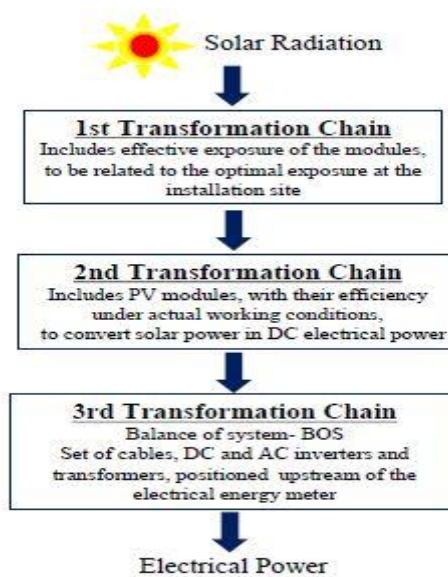 Solar Radiation
1st Transformation Chain
Includes effective exposure of the modules,
to be related to the optimal exposure at the
installation site
2nd Transformation Chain
Includes PV modules, with their efficiency
under actual working conditions,
to convert solar power in DC electrical power
3rd Transformation Chain
Balance of system- BOS
Set of cables, DC and AC inverters and
transformers, positioned upstream of the
electrical energy meter
Electrical Power